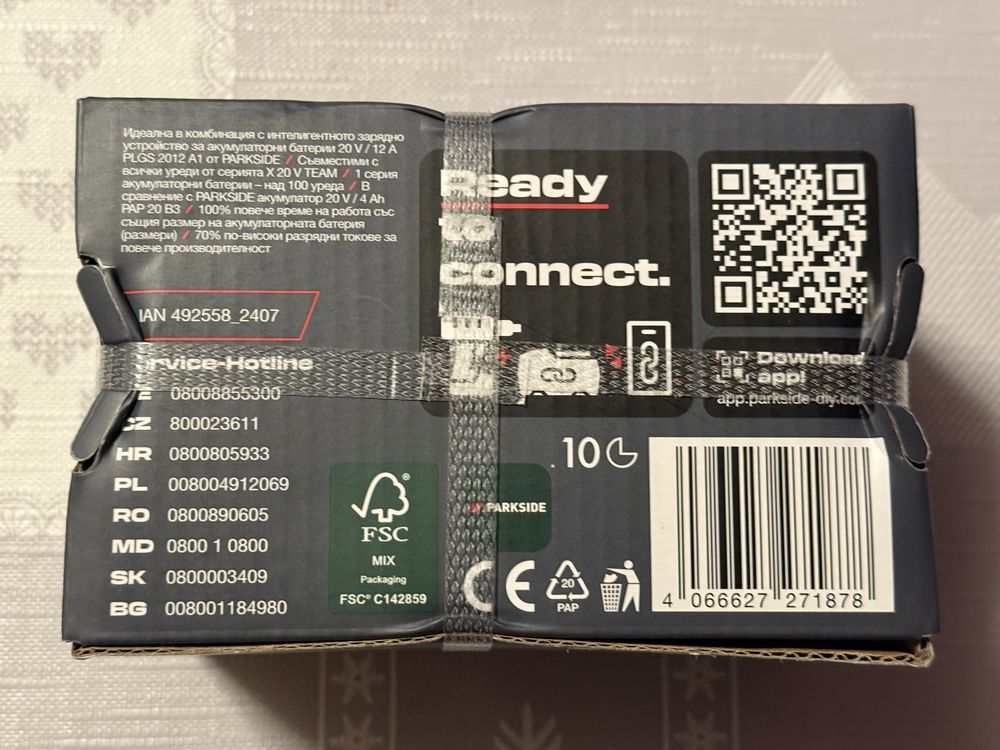 Идеална в комбинация с интелигентното зарядно
устройство за акумулаторни батерии 20 V / 12 A
PLGS 2012 A1 от PARKSIDE / Съвместими с
всички уреди от серията X 20 V TEAM / 1 серия
акумулаторни батерии – над 100 уреда / В
сравнение с PARKSIDE акумулатор 20 V / 4 Ah
PAP 20 B3 / 100% повече време на работа със
същия размер на акумулаторната батерия
(размери) / 70% по-високи разрядни токове за
повече производителност
IAN 492558_2407
rvice-Hotline
08008855300
CZ 800023611
HR 0800805933
PL 008004912069
RO 0800890605
MD 0800 1 0800
SK 0800003409
BG 008001184980
Ready
to
connect.
Download
app!
app.parkside-diy.co
10
FSC®
MIX
Packaging
FSC® C142859
PARKSIDE
CE
20
PAP
4 066627 271878